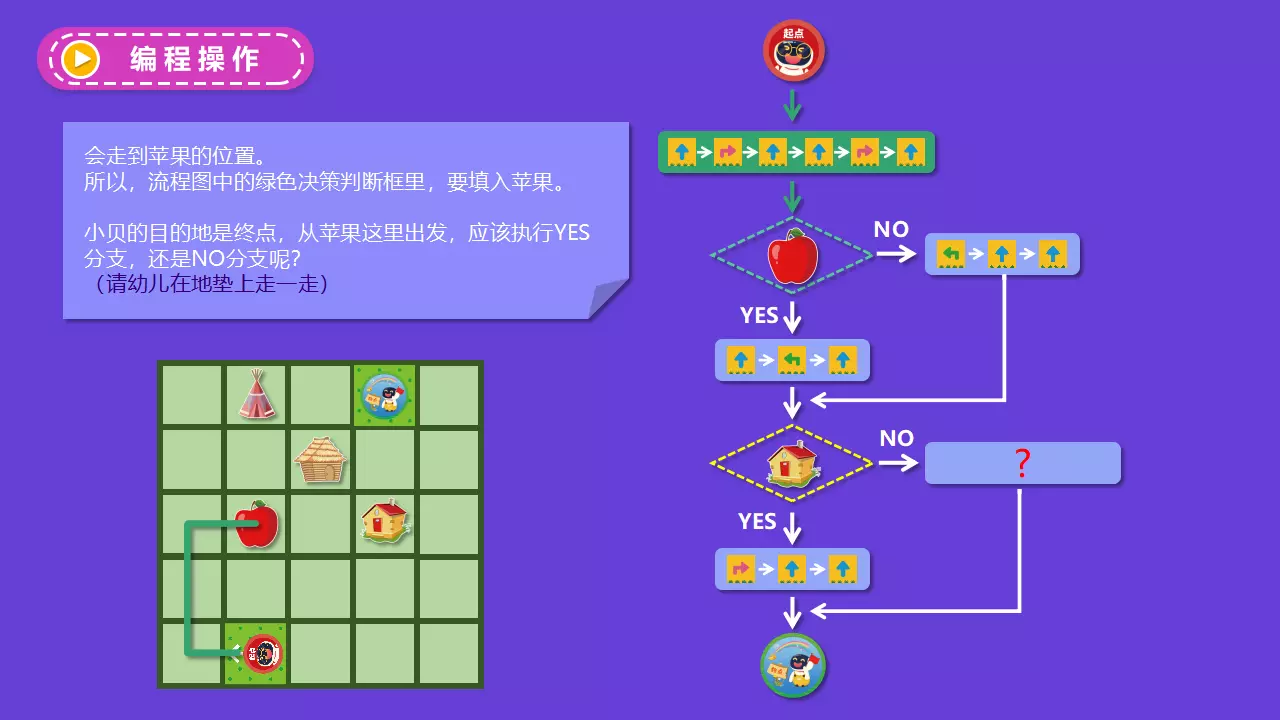 编程操作
会走到苹果的位置。
所以，流程图中的绿色决策判断框里，要填入苹果。
小贝的目的地是终点，从苹果这里出发，应该执行YES
分支，还是NO分支呢?
（请幼儿在地垫上走一走）
起点
NO
YES
NO
?
YES